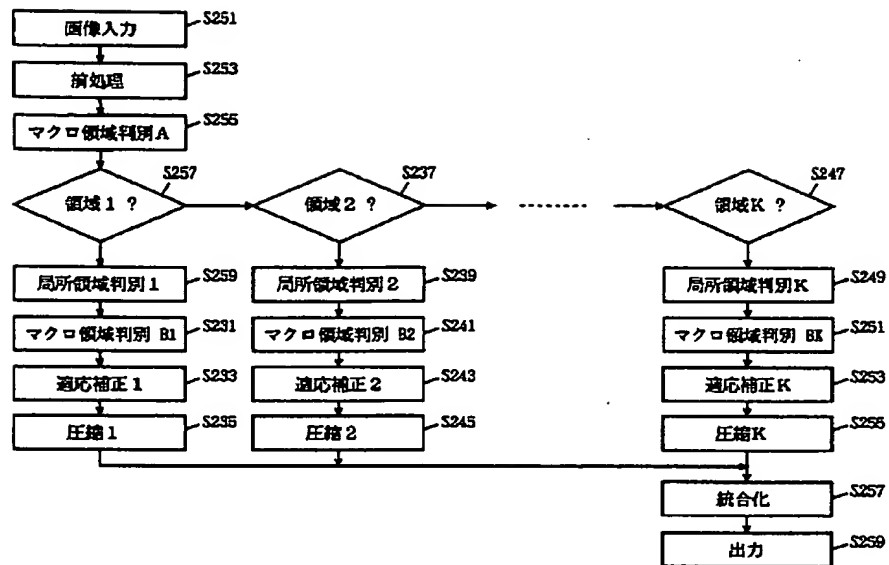 画像入力 S251
前処理 S253
マクロ領域判別A S255
領域1 ? S257
領域2 ? S237
領域K ? S247
局所領域判別1 S259
局所領域判別2 S239
局所領域判別K S249
マクロ領域判別 B1 S231
マクロ領域判別 B2 S241
マクロ領域判別 BK S251
適応補正1 S233
適応補正2 S243
適応補正K S253
圧縮1 S235
圧縮2 S245
圧縮K S255
統合化 S257
出力 S259